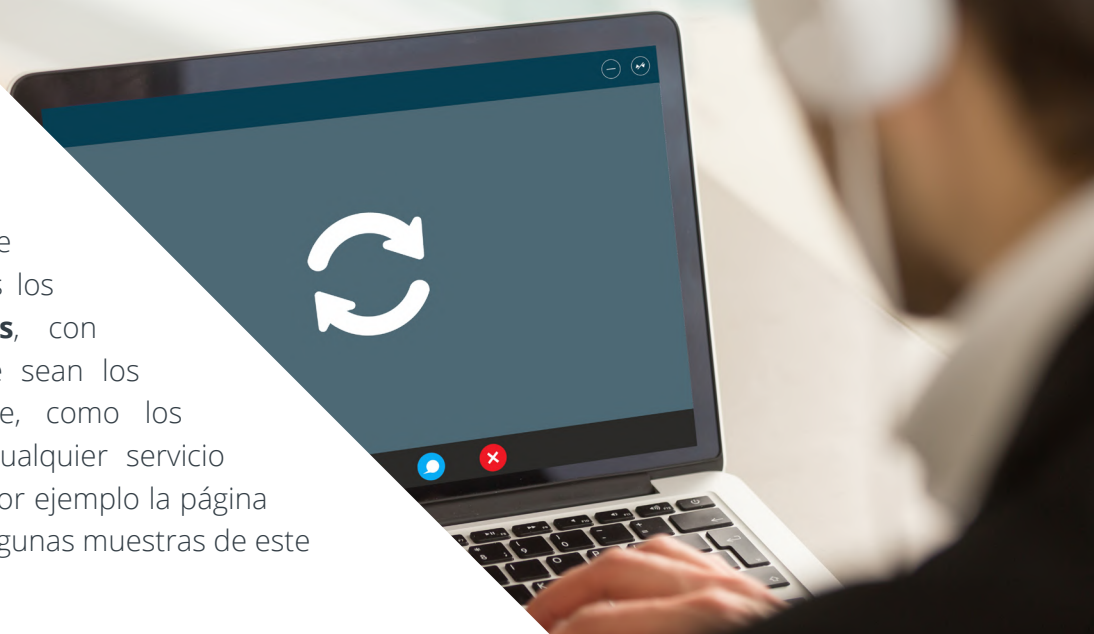 e
s los
s, con
e sean los
e, como los
ualquier servicio
or ejemplo la página
gunas muestras de este